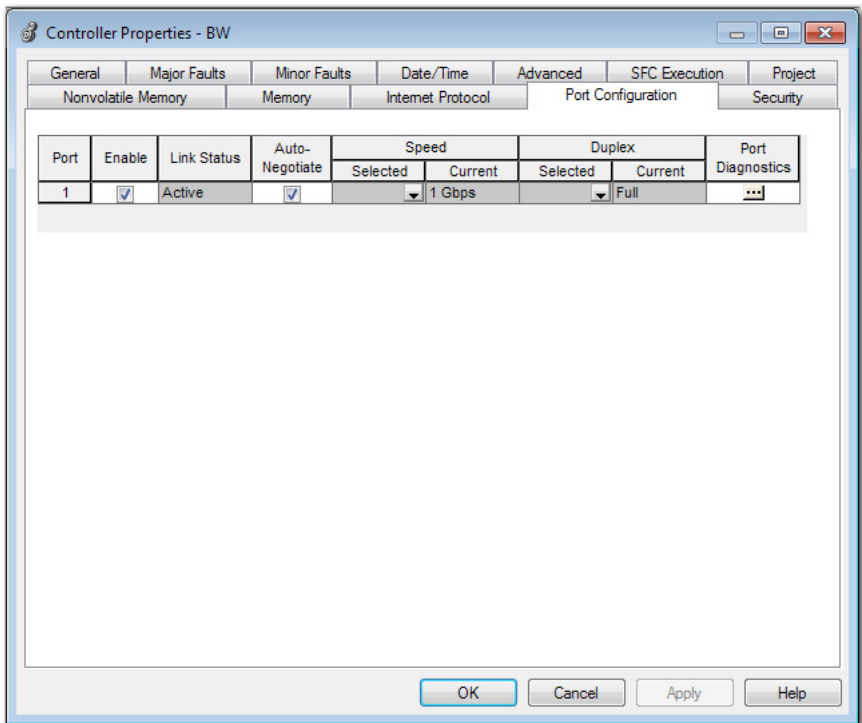 Controller Properties - BW
General Major Faults Minor Faults Date/Time Advanced SFC Execution Project
Nonvolatile Memory Memory Internet Protocol Port Configuration Security
Port Enable Link Status Auto-Negotiate Speed Duplex Port Diagnostics
Selected Current Selected Current
1 Active 1 Gbps Full ...
OK Cancel Apply Help